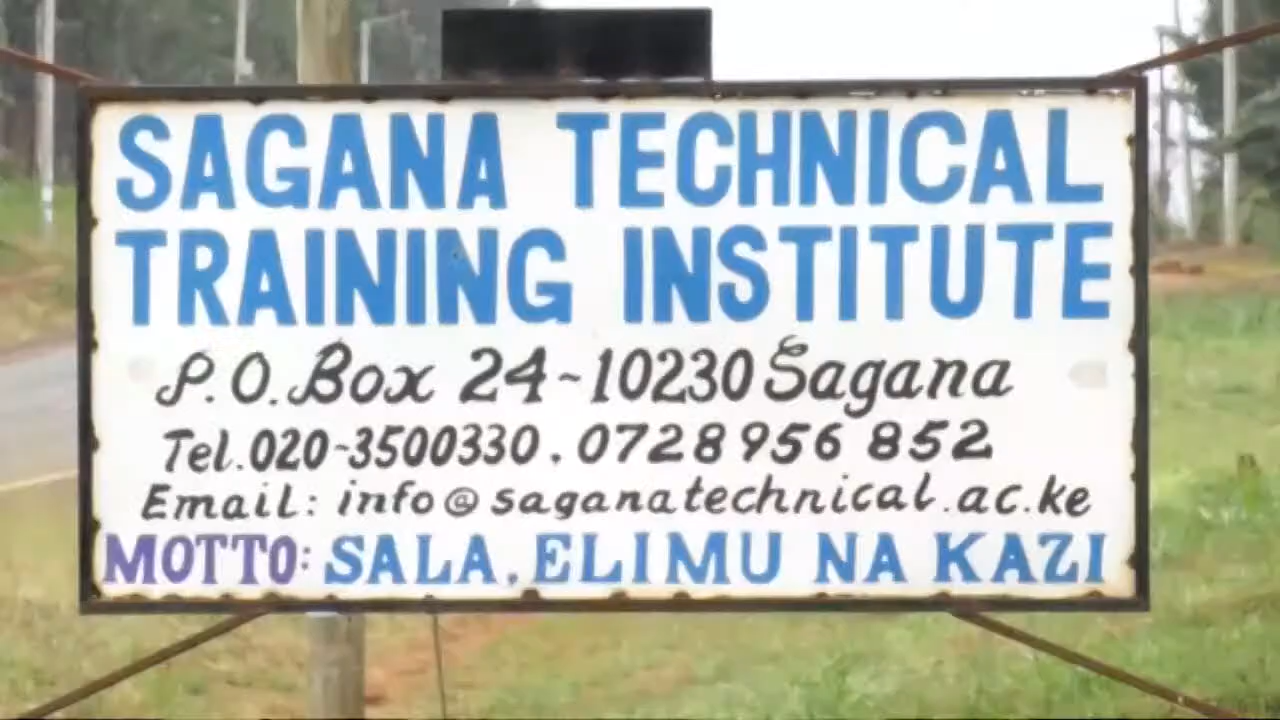 SAGANA TECHNICAL
TRAINING INSTITUTE
P.O. Box 24-10230 Sagana
Tel. 020-3500330. 0728 956 852
Email: info@saganatechnical.ac.ke
MOTTO: SALA, ELIMU NA KAZI